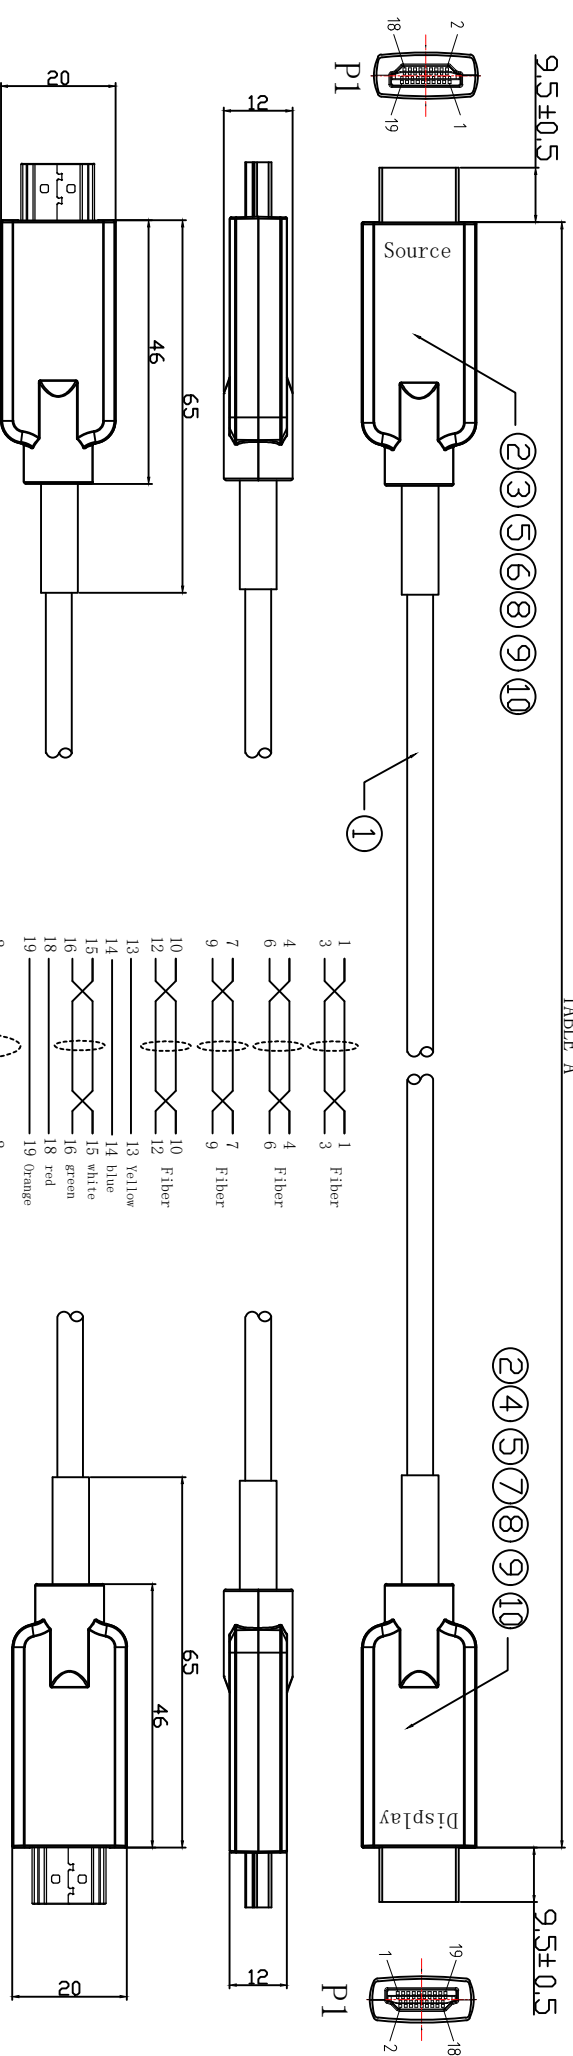 18
2
19
1
P1
9.5±0.5
20
12
Source
46
65
②③⑤⑥⑧⑨⑩
①
TABLE A
1 1 Fiber
3 3
4 4 Fiber
6 6
7 7 Fiber
9 9
10 10 Fiber
12 12
13 13 Yellow
14 14 blue
15 15 white
16 16 green
18 18 red
19 19 Orange
②④⑤⑦⑧⑨⑩
65
46
Display
9.5±0.5
20
12
P1
1
19
2
18